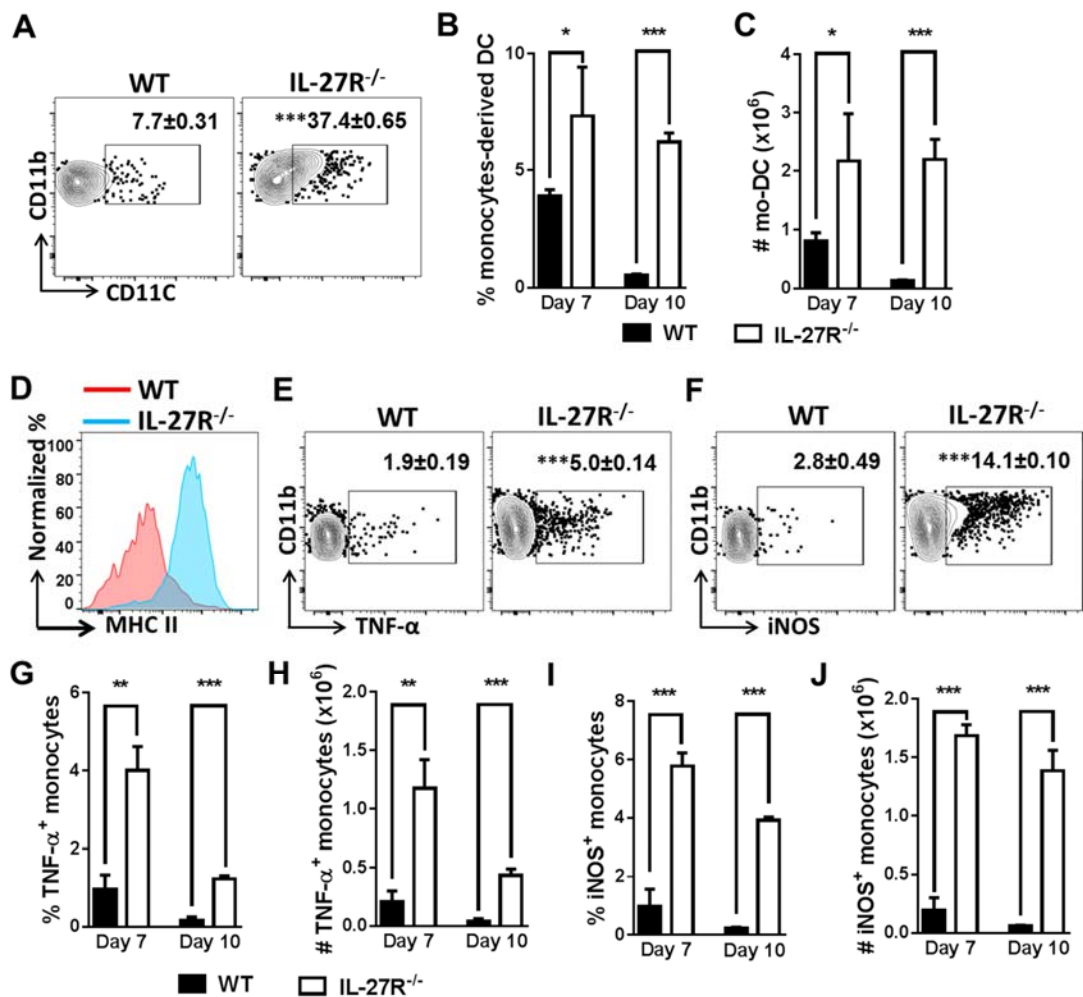 A
WT
IL-27R-/-
7.7±0.31
***37.4±0.65
CD11b
CD11C
B
% monocytes-derived DC
10
5
0
*
***
Day 7
Day 10
C
# mo-DC (x10⁶)
4
3
2
1
0
*
***
Day 7
Day 10
WT
IL-27R-/-
D
WT
IL-27R-/-
Normalized %
100
80
60
40
20
0
MHC II
E
WT
IL-27R-/-
1.9±0.19
***5.0±0.14
CD11b
TNF-α
F
WT
IL-27R-/-
2.8±0.49
***14.1±0.10
CD11b
iNOS
G
% TNF-α⁺ monocytes
6
4
2
0
**
***
Day 7
Day 10
H
# TNF-α⁺ monocytes (x10⁶)
2.0
1.5
1.0
0.5
0.0
**
***
Day 7
Day 10
I
% iNOS⁺ monocytes
8
6
4
2
0
***
***
Day 7
Day 10
J
# iNOS⁺ monocytes (x10⁶)
2.0
1.5
1.0
0.5
0.0
***
***
Day 7
Day 10
WT
IL-27R-/-